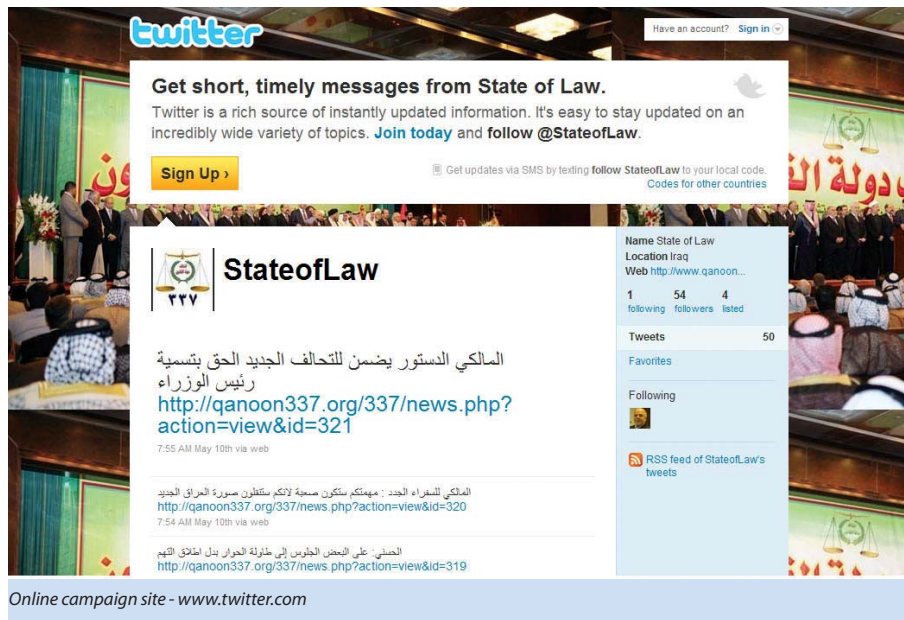 twitter
Have an account? Sign in
Get short, timely messages from State of Law.
Twitter is a rich source of instantly updated information. It's easy to stay updated on an
incredibly wide variety of topics. Join today and follow @StateofLaw.
Sign Up ›
Get updates via SMS by texting follow StateofLaw to your local code.
Codes for other countries
StateofLaw
٣٣٧
المالكي الدستور يضمن للتحالف الجديد الحق بتسمية
رئيس الوزراء
http://qanoon337.org/337/news.php?
action=view&id=321
7:55 AM May 10th via web
المالكي للسفراء الجدد : مهمتكم ستكون صعبة لانكم ستنقلون صورة العراق الجديد
http://qanoon337.org/337/news.php?action=view&id=320
7:54 AM May 10th via web
الحسني: على البعض الجلوس إلى طاولة الحوار بدل اطلاق التهم
http://qanoon337.org/337/news.php?action=view&id=319
Name State of Law
Location Iraq
Web http://www.qanoon...
1 54 4
following followers listed
Tweets 50
Favorites
Following
RSS feed of StateofLaw's
tweets
دولة
Online campaign site - www.twitter.com